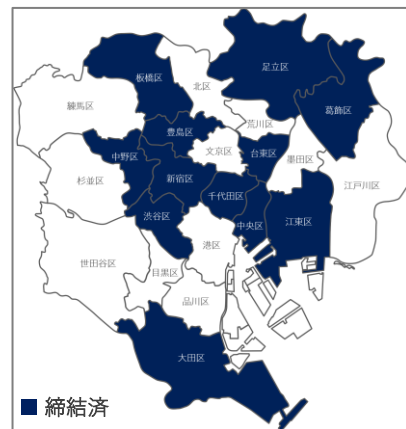 足立区
板橋区
北区
葛飾区
練馬区
豊島区
荒川区
文京区
台東区
中野区
墨田区
杉並区
新宿区
千代田区
江戸川区
渋谷区
中央区
江東区
港区
世田谷区
目黒区
品川区
大田区
締結済